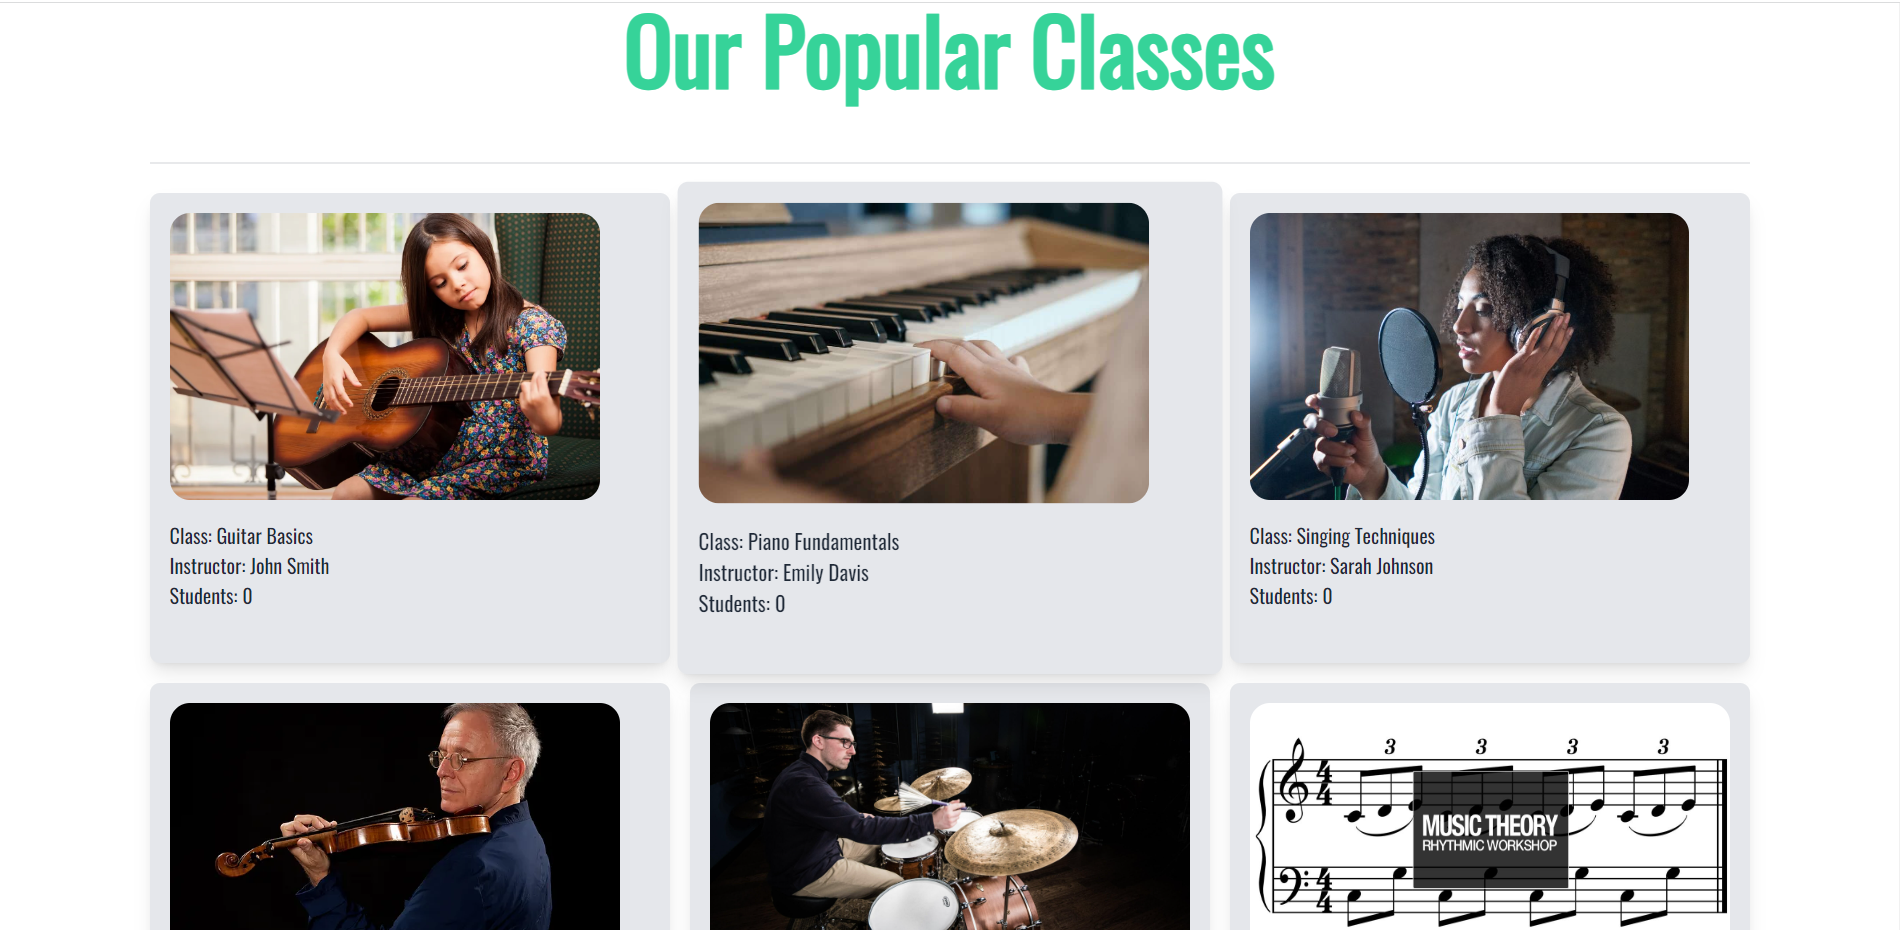 Our Popular Classes
Class: Guitar Basics
Instructor: John Smith
Students: 0
Class: Piano Fundamentals
Instructor: Emily Davis
Students: 0
Class: Singing Techniques
Instructor: Sarah Johnson
Students: 0
3 3 3 3
4
4
MUSIC THEORY
RHYTHMIC WORKSHOP
4
4